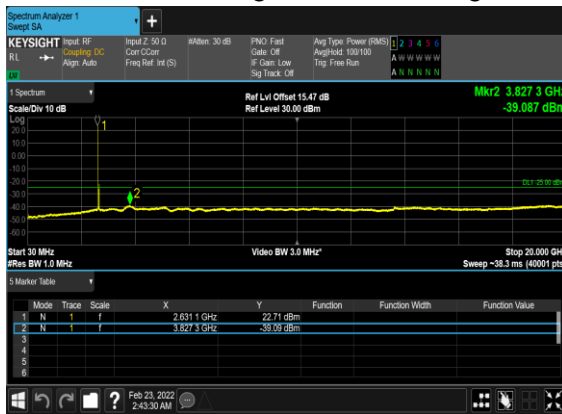 Spectrum Analyzer 1
Swept SA
+
KEYSIGHT Input: RF Input Z: 50 Ω #Atten: 30 dB PNO: Fast Avg Type: Power (RMS) 1 2 3 4 5 6
RL Coupling: DC Corr CCorr Gate: Off Avg|Hold: 100/100 A W W W W W
Align: Auto Freq Ref: Int (S) IF Gain: Low Trig: Free Run
Sig Track: Off A N N N N N
1 Spectrum Ref Lvl Offset 15.47 dB Mkr2 3.827 3 GHz
Scale/Div 10 dB Ref Level 30.00 dBm -39.087 dBm
Log
20.0
10.0
0.00
-10.0
-20.0
-30.0
-40.0
-50.0
-60.0
1
2
Start 30 MHz Video BW 3.0 MHz* Stop 20.000 GHz
#Res BW 1.0 MHz Sweep ~38.3 ms (40001 pts)
5 Marker Table
Mode Trace Scale X Y Function Function Width Function Value
1 N 1 f 2.631 1 GHz 22.71 dBm
2 N 1 f 3.827 3 GHz -39.09 dBm
3
4
5
6
? Feb 23, 2022
2:43:30 AM